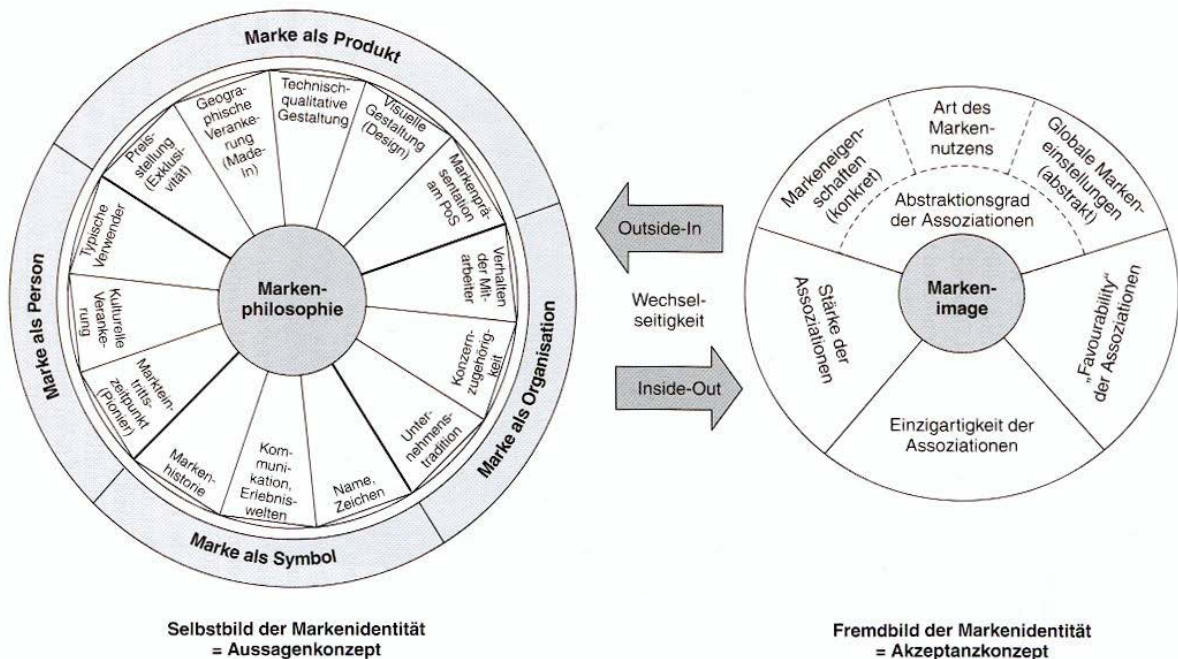 Marke als Produkt
Preis-
stellung
(Exklusi-
vität)
Geogra-
phische
Veranke-
rung
(Made-
In)
Technisch-
qualitative
Gestaltung
Visuelle
Gestaltung
(Design)
Markenprä-
sentation
am PoS
Marke als Organisation
Verhalten
der Mit-
arbeiter
Konzern-
zugehörig
keit
Unter-
nehmens-
tradition
Marke als Symbol
Name,
Zeichen
Kom-
muni-
kation,
Erlebnis-
welten
Marken-
historie
Marke als Person
Marktein-
tritts-
zeitpunkt
(Pionier)
Kulturelle
Veranke-
rung
Typische
Verwender
Marken-
philosophie
Outside-In
Wechsel-
seitigkeit
Inside-Out
Markeneigen-
schaften
(konkret)
Art des
Marken-
nutzens
Globale Marken-
einstellungen
(abstrakt)
Abstraktionsgrad
der Assoziationen
Stärke der
Assoziationen
Marken-
image
„Favourability“
der Assoziationen
Einzigartigkeit der
Assoziationen
Selbstbild der Markenidentität
= Aussagenkonzept
Fremdbild der Markenidentität
= Akzeptanzkonzept